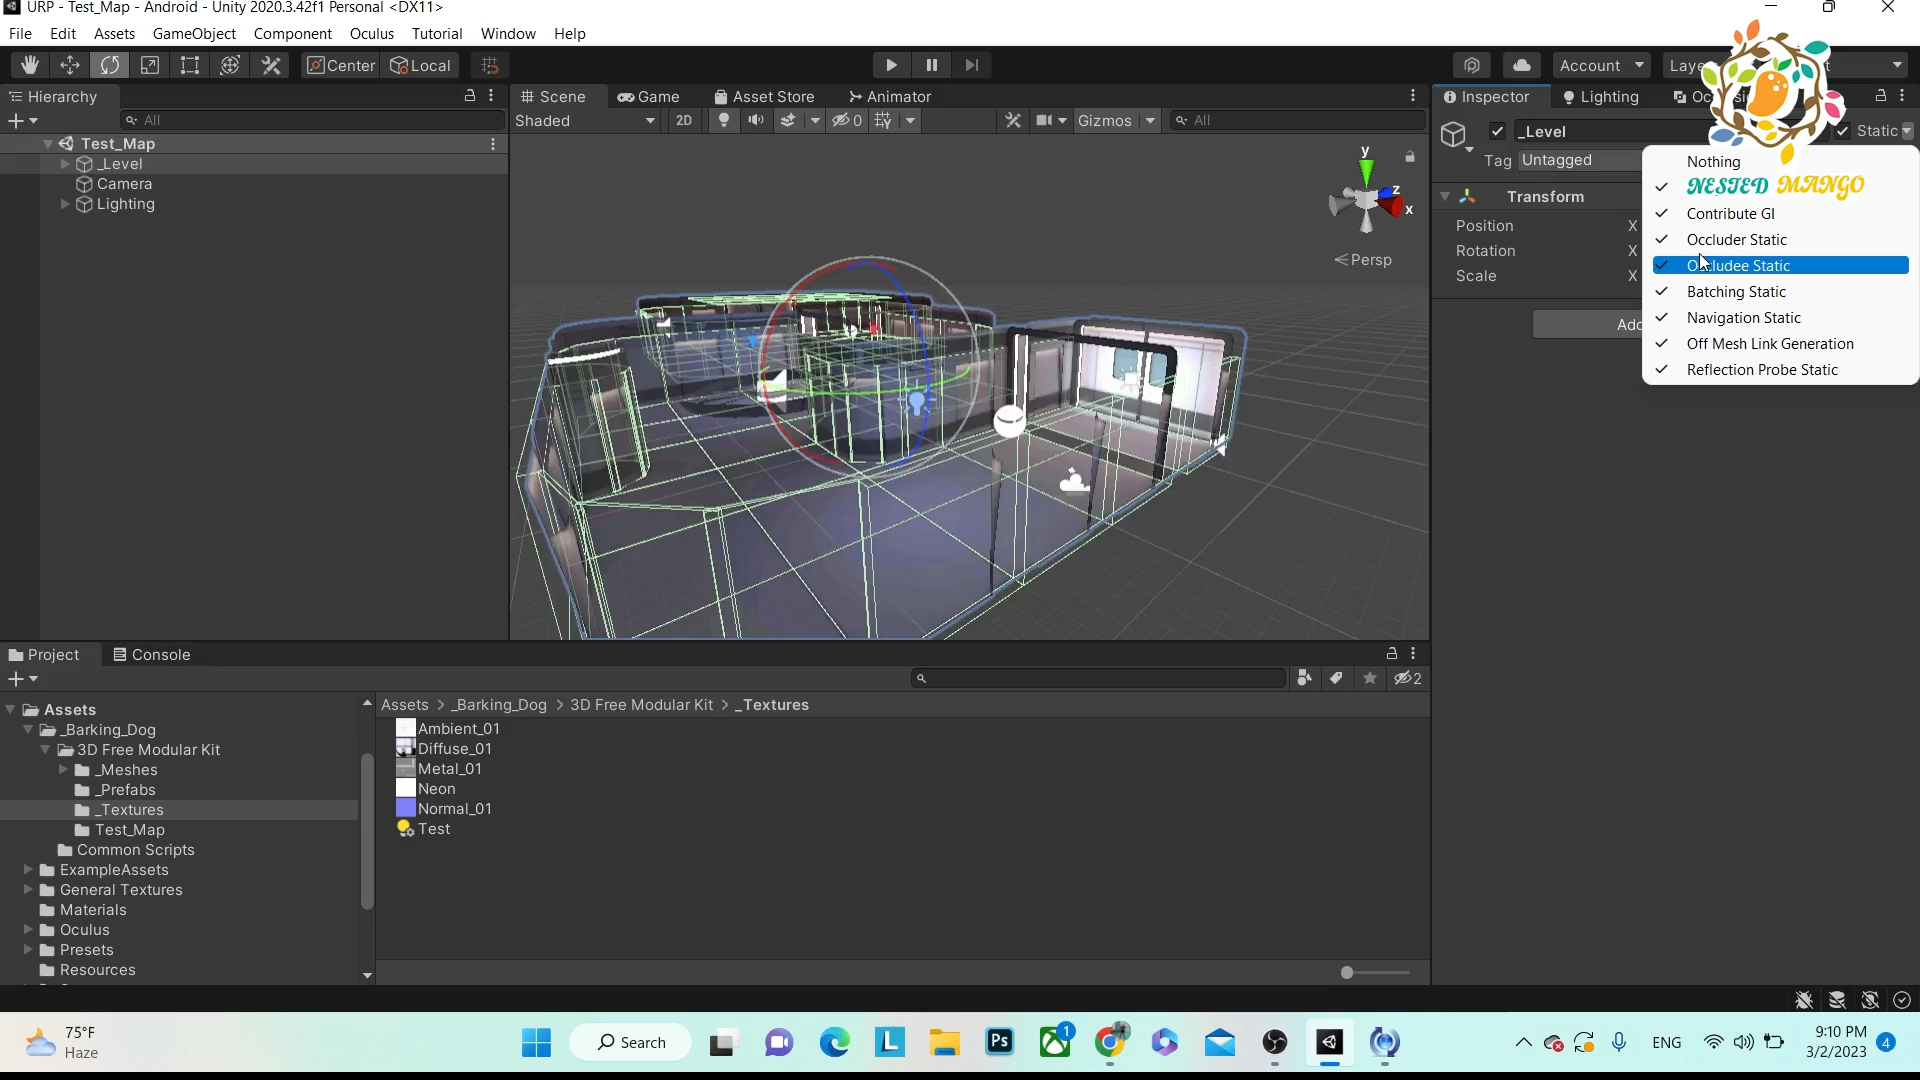 URP - Test_Map - Android - Unity 2020.3.42f1 Personal <DX11>
File Edit Assets GameObject Component Oculus Tutorial Window Help
Center Local Account
Hierarchy
All
Test_Map
_Level
Camera
Lighting
Scene Game Asset Store Animator
Shaded 2D 0 Gizmos All
y
z
x
Persp
Inspector Lighting
_Level Static
Tag Untagged
Transform
Position X
Rotation X
Scale X
Nothing
NESTED MANGO
Contribute GI
Occluder Static
Occludee Static
Batching Static
Navigation Static
Off Mesh Link Generation
Reflection Probe Static
Project Console
2
Assets
_Barking_Dog
3D Free Modular Kit
_Meshes
_Prefabs
_Textures
Test_Map
Common Scripts
ExampleAssets
General Textures
Materials
Oculus
Presets
Resources
Assets > _Barking_Dog > 3D Free Modular Kit > _Textures
Ambient_01
Diffuse_01
Metal_01
Neon
Normal_01
Test
75°F
Haze
Search
L
Ps
1
ENG
9:10 PM
3/2/2023
4